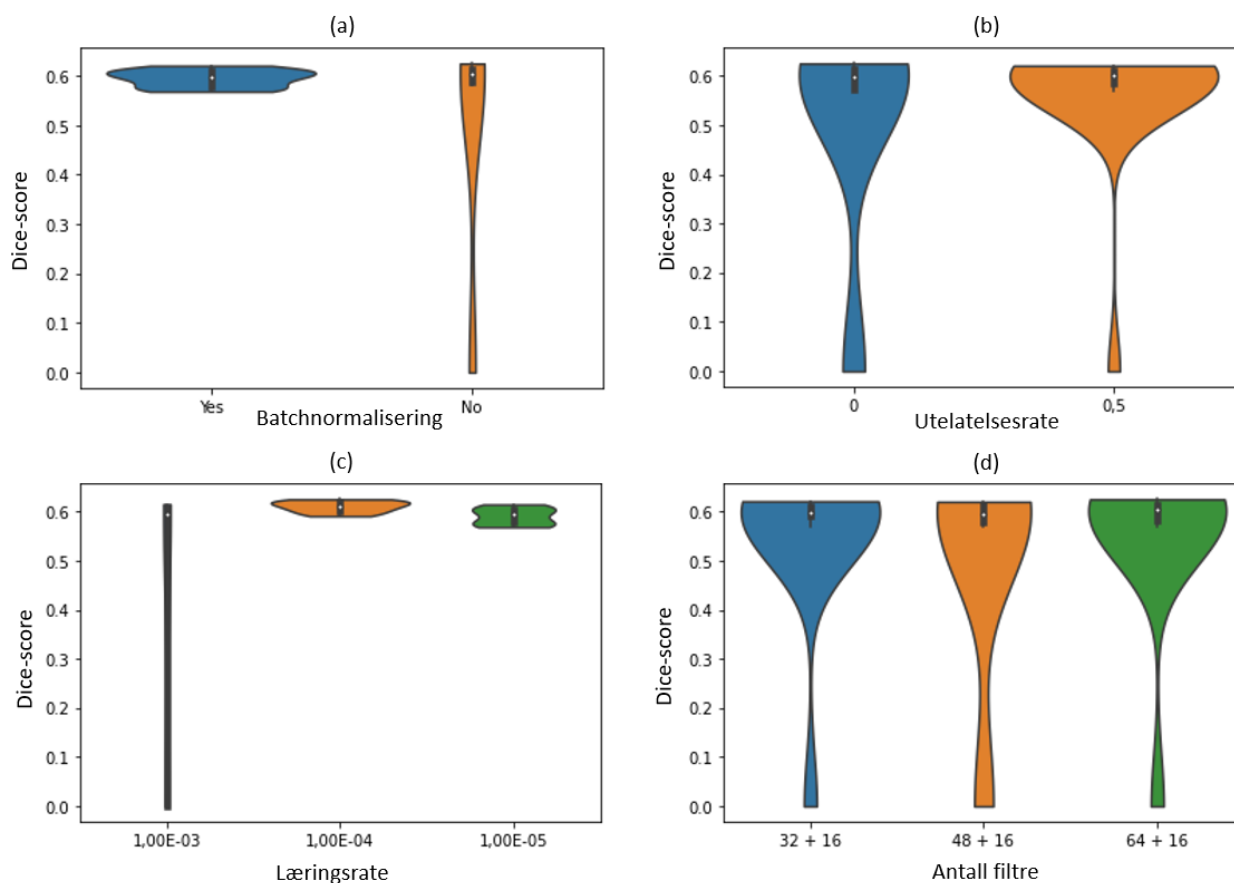 (a)
Dice-score
0.6
0.5
0.4
0.3
0.2
0.1
0.0
Yes No
Batchnormalisering
(b)
Dice-score
0.6
0.5
0.4
0.3
0.2
0.1
0.0
0 0,5
Utelatelsesrate
(c)
Dice-score
0.6
0.5
0.4
0.3
0.2
0.1
0.0
1,00E-03 1,00E-04 1,00E-05
Læringsrate
(d)
Dice-score
0.6
0.5
0.4
0.3
0.2
0.1
0.0
32 + 16 48 + 16 64 + 16
Antall filtre